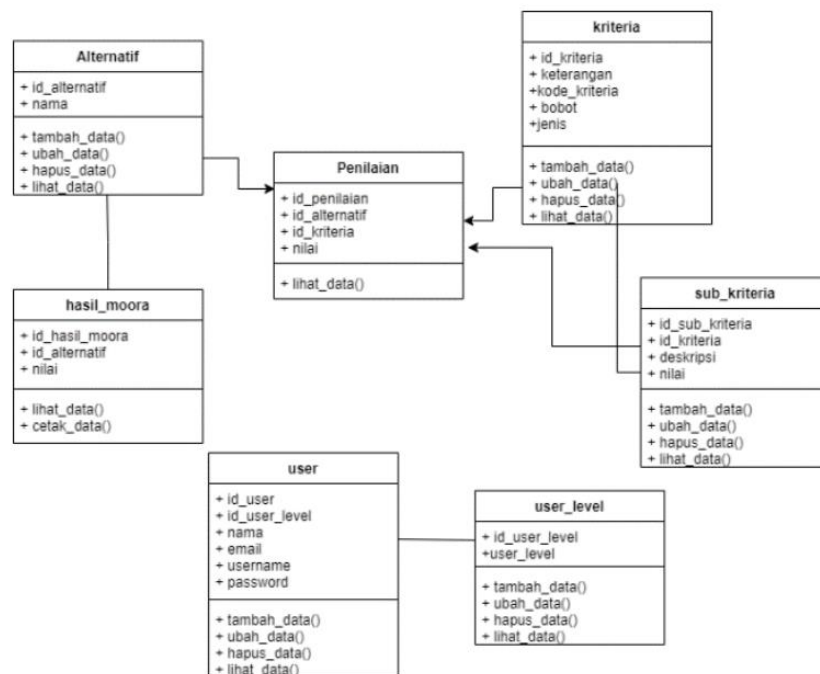 Alternatif
+ id_alternatif
+ nama
+ tambah_data()
+ ubah_data()
+ hapus_data()
+ lihat_data()
kriteria
+ id_kriteria
+ keterangan
+kode_kriteria
+ bobot
+jenis
+ tambah_data()
+ ubah_data()
+ hapus_data()
+ lihat_data()
Penilaian
+ id_penilaian
+ id_alternatif
+ id_kriteria
+ nilai
+ lihat_data()
hasil_moora
+ id_hasil_moora
+ id_alternatif
+ nilai
+ lihat_data()
+ cetak_data()
sub_kriteria
+ id_sub_kriteria
+ id_kriteria
+ deskripsi
+ nilai
+ tambah_data()
+ ubah_data()
+ hapus_data()
+ lihat_data()
user
+ id_user
+ id_user_level
+ nama
+ email
+ username
+ password
+ tambah_data()
+ ubah_data()
+ hapus_data()
+ lihat_data()
user_level
+ id_user_level
+user_level
+ tambah_data()
+ ubah_data()
+ hapus_data()
+ lihat_data()